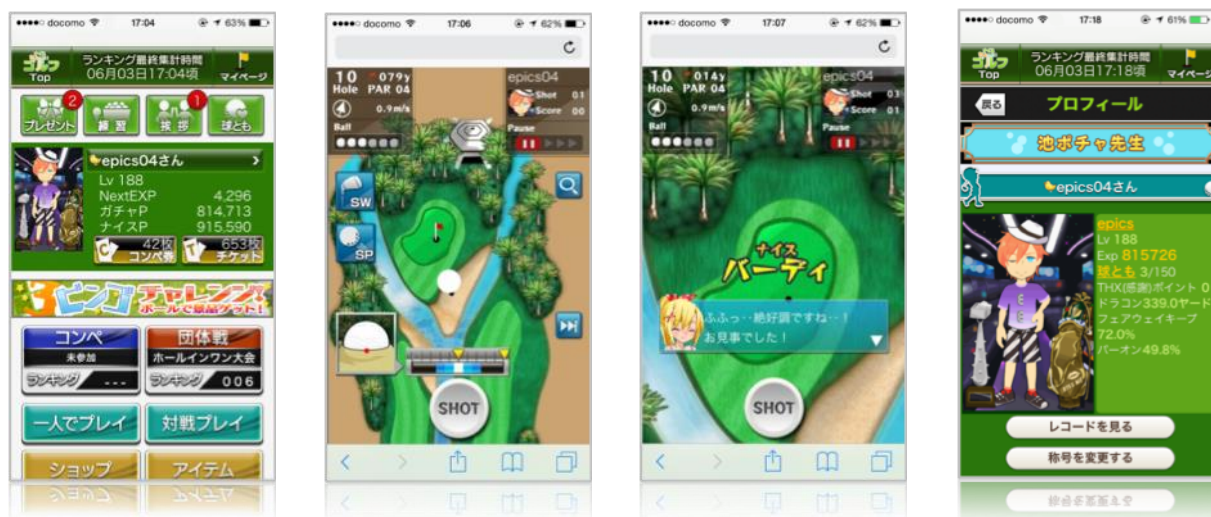 docomo 17:04 63%
ゴルフ
Top
ランキング最終集計時間
06月03日17:04頃
マイページ
2
1
プレゼント
練習
挨拶
球とも
epics04さん
Lv 188
NextEXP 4,296
ガチャP 814,713
ナイスP 915,590
C 42枚 コンペ券
T 653枚 チケット
3ビンゴチャレンジ!
ボールで景品ゲット!
コンペ
未参加
ランキング ---
団体戦
ホールインワン大会
ランキング 006
一人でプレイ
対戦プレイ
ショップ
アイテム
docomo 17:06 62%
10 079y
Hole PAR 04
0.9m/s
Ball
epics04
Shot 03
Score 00
Pause
SW
SP
SHOT
docomo 17:07 62%
10 014y
Hole PAR 04
0.9m/s
Ball
epics04
Shot 03
Score 01
Pause
ナイス
バーディ
ふふっ‥絶好調ですね‥!
お見事でした!
SHOT
docomo 17:18 61%
ゴルフ
Top
ランキング最終集計時間
06月03日17:18頃
マイページ
戻る
プロフィール
池ポチャ先生
epics04さん
epics
Lv 188
Exp 815726
球とも 3/150
THX(感謝)ポイント 0
ドラコン339.0ヤード
フェアウェイキープ
72.0%
パーオン49.8%
レコードを見る
称号を変更する